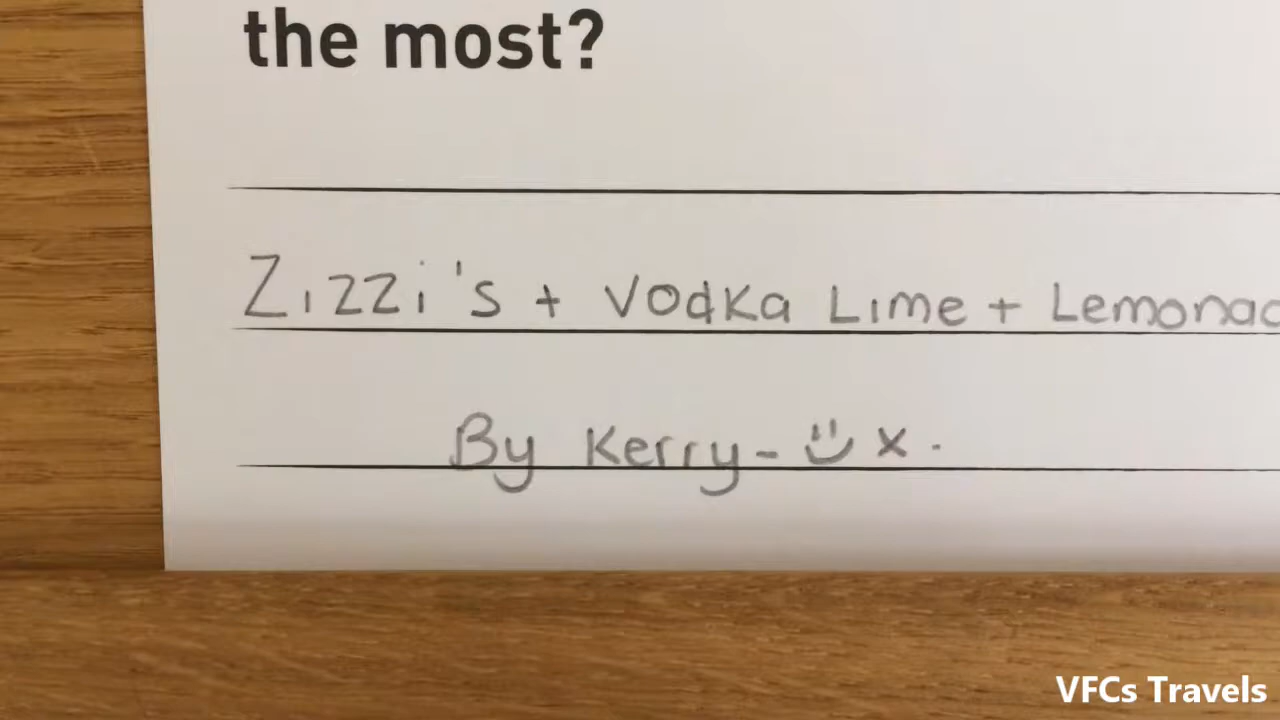 the most?
Zizzi's + Vodka Lime + Lemonad
By Kerry - :) x .
VFCs Travels